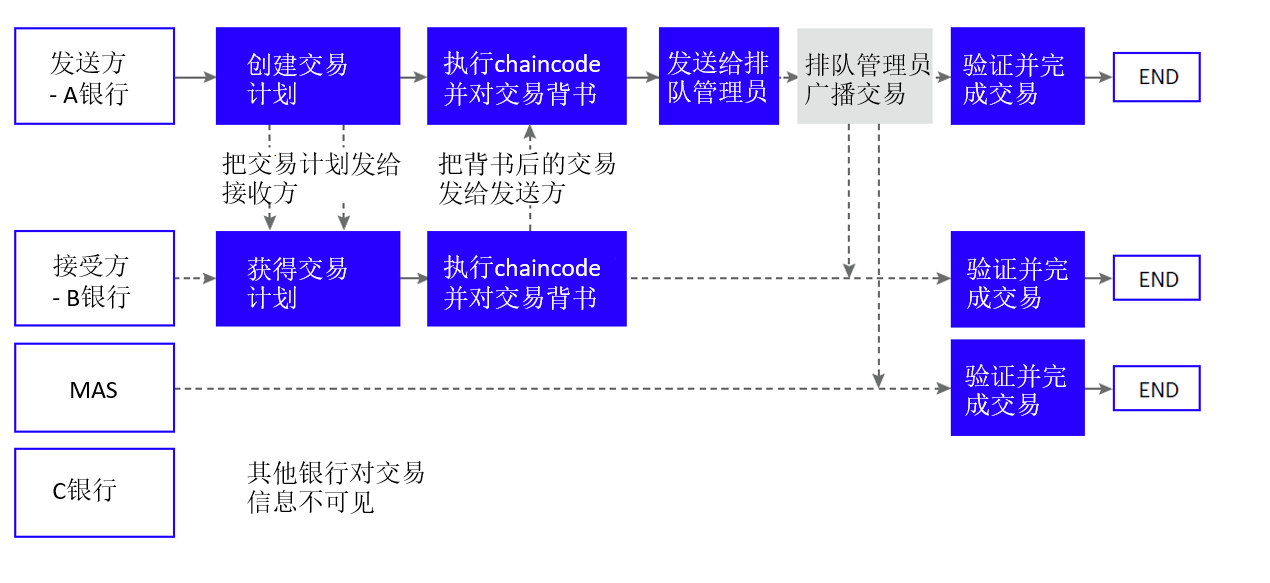 发送方
- A银行
创建交易
计划
执行chaincode
并对交易背书
发送给排
队管理员
排队管理员
广播交易
验证并完
成交易
END
把交易计划发给
接收方
把背书后的交易
发给发送方
接受方
- B银行
获得交易
计划
执行chaincode
并对交易背书
验证并完
成交易
END
MAS
验证并完
成交易
END
C银行
其他银行对交易
信息不可见